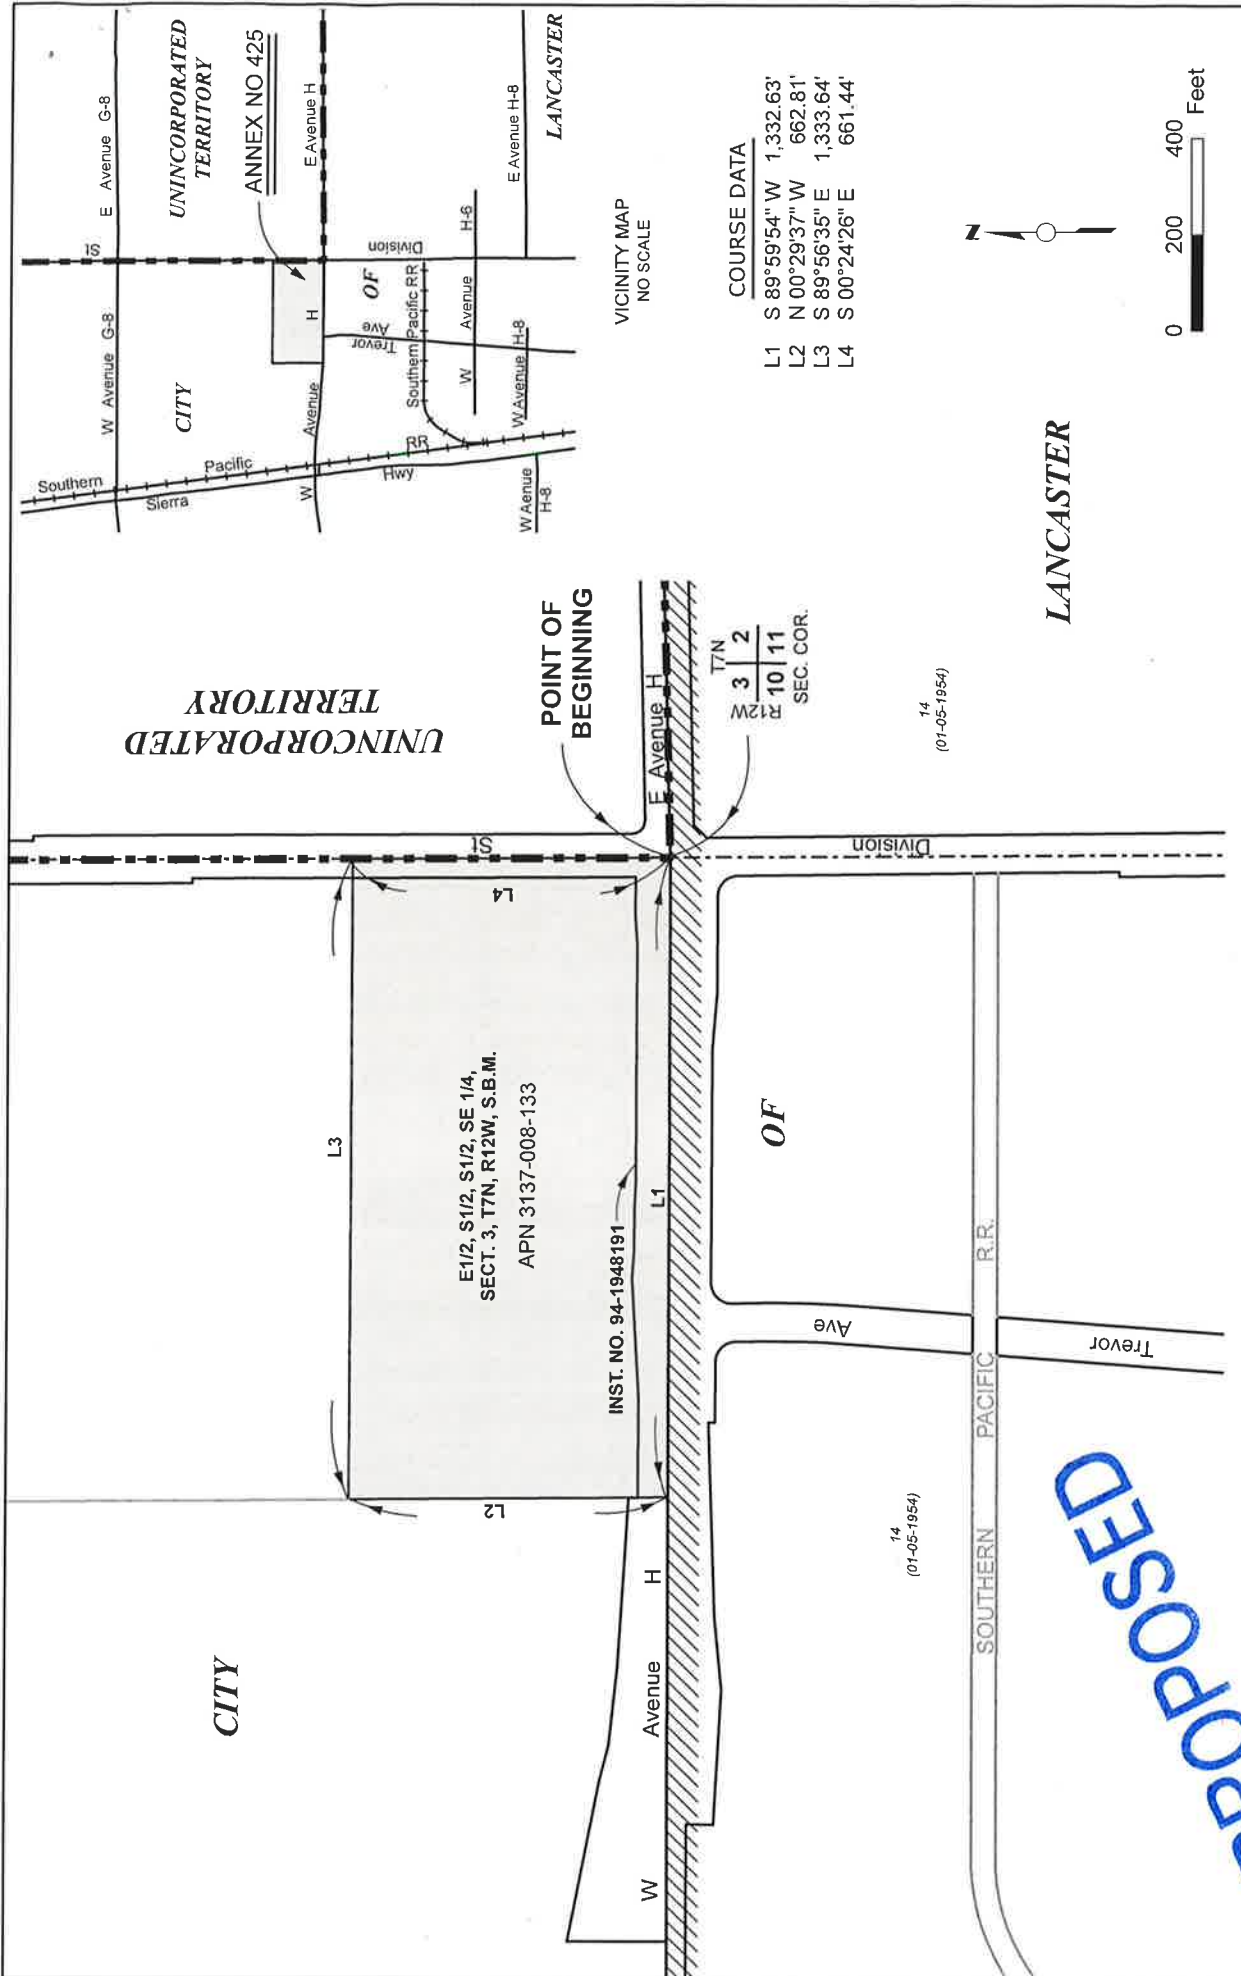 CITY
UNINCORPORATED
TERRITORY
L3
L2
L4
E1/2, S1/2, S1/2, SE 1/4,
SECT. 3, T7N, R12W, S.B.M.
APN 3137-008-133
INST. NO. 94-1948191
L1
St
POINT OF
BEGINNING
W Avenue H
E Avenue H
T7N
R12W
3 2
10 11
SEC. COR.
Division
Trevor Ave
OF
LANCASTER
14
(01-05-1954)
14
(01-05-1954)
SOUTHERN PACIFIC R.R.
W Avenue G-8
E Avenue G-8
St
UNINCORPORATED
TERRITORY
CITY
ANNEX NO 425
Southern Pacific RR
Sierra Hwy
W Avenue H
E Avenue H
OF
Division
Trevor
Ave
Southern Pacific RR
W Avenue H-6
W Avenue H-8
E Avenue H-8
W Aenue
H-8
LANCASTER
VICINITY MAP
NO SCALE
COURSE DATA
L1 S 89°59'54" W 1,332.63'
L2 N 00°29'37" W 662.81'
L3 S 89°56'35" E 1,333.64'
L4 S 00°24'26" E 661.44'
N
0 200 400
Feet
PROPOSED